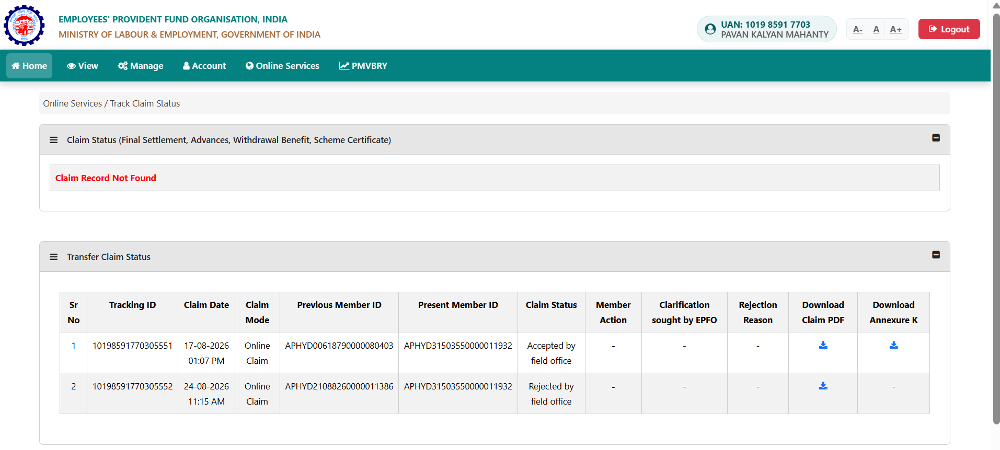 EMPLOYEES' PROVIDENT FUND ORGANISATION, INDIA
MINISTRY OF LABOUR & EMPLOYMENT, GOVERNMENT OF INDIA
UAN: 1019 8591 7703
PAVAN KALYAN MAHANTY
A- A A+
Logout
Home View Manage Account Online Services PMVBRY
Online Services / Track Claim Status
Claim Status (Final Settlement, Advances, Withdrawal Benefit, Scheme Certificate)
Claim Record Not Found
Transfer Claim Status
Sr No Tracking ID Claim Date Claim Mode Previous Member ID Present Member ID Claim Status Member Action Clarification sought by EPFO Rejection Reason Download Claim PDF Download Annexure K
1 10198591770305551 17-08-2026 01:07 PM Online Claim APHYD00618790000080403 APHYD31503550000011932 Accepted by field office - - -
2 10198591770305552 24-08-2026 11:15 AM Online Claim APHYD21088260000011386 APHYD31503550000011932 Rejected by field office - - - -